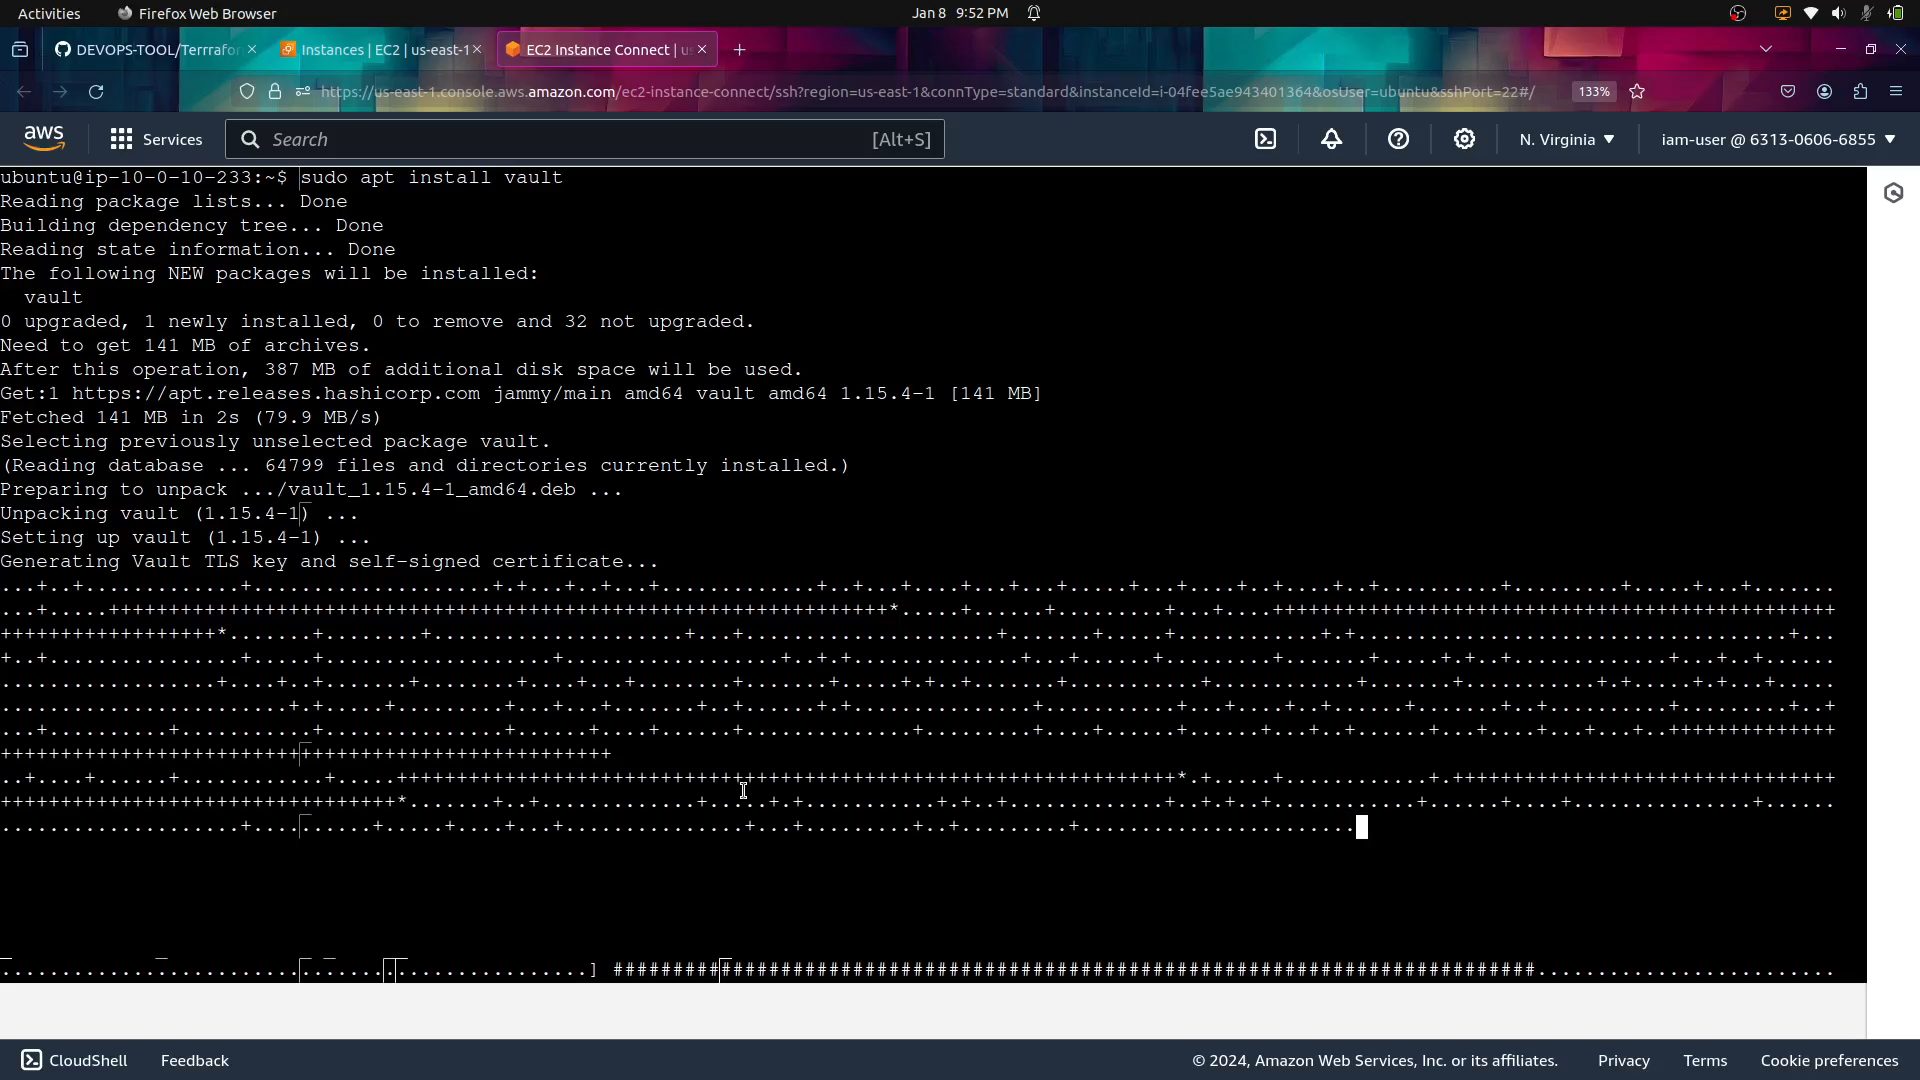 Activities
Firefox Web Browser
Jan 8 9:52 PM
DEVOPS-TOOL/Terrrafor
Instances | EC2 | us-east-1
EC2 Instance Connect | us
https://us-east-1.console.aws.amazon.com/ec2-instance-connect/ssh?region=us-east-1&connType=standard&instanceId=i-04fee5ae943401364&osUser=ubuntu&sshPort=22#/
133%
aws
Services
Search
[Alt+S]
N. Virginia
iam-user @ 6313-0606-6855
ubuntu@ip-10-0-10-233:~$ sudo apt install vault
Reading package lists... Done
Building dependency tree... Done
Reading state information... Done
The following NEW packages will be installed:
vault
0 upgraded, 1 newly installed, 0 to remove and 32 not upgraded.
Need to get 141 MB of archives.
After this operation, 387 MB of additional disk space will be used.
Get:1 https://apt.releases.hashicorp.com jammy/main amd64 vault amd64 1.15.4-1 [141 MB]
Fetched 141 MB in 2s (79.9 MB/s)
Selecting previously unselected package vault.
(Reading database ... 64799 files and directories currently installed.)
Preparing to unpack .../vault_1.15.4-1_amd64.deb ...
Unpacking vault (1.15.4-1) ...
Setting up vault (1.15.4-1) ...
Generating Vault TLS key and self-signed certificate...
CloudShell
Feedback
© 2024, Amazon Web Services, Inc. or its affiliates.
Privacy
Terms
Cookie preferences